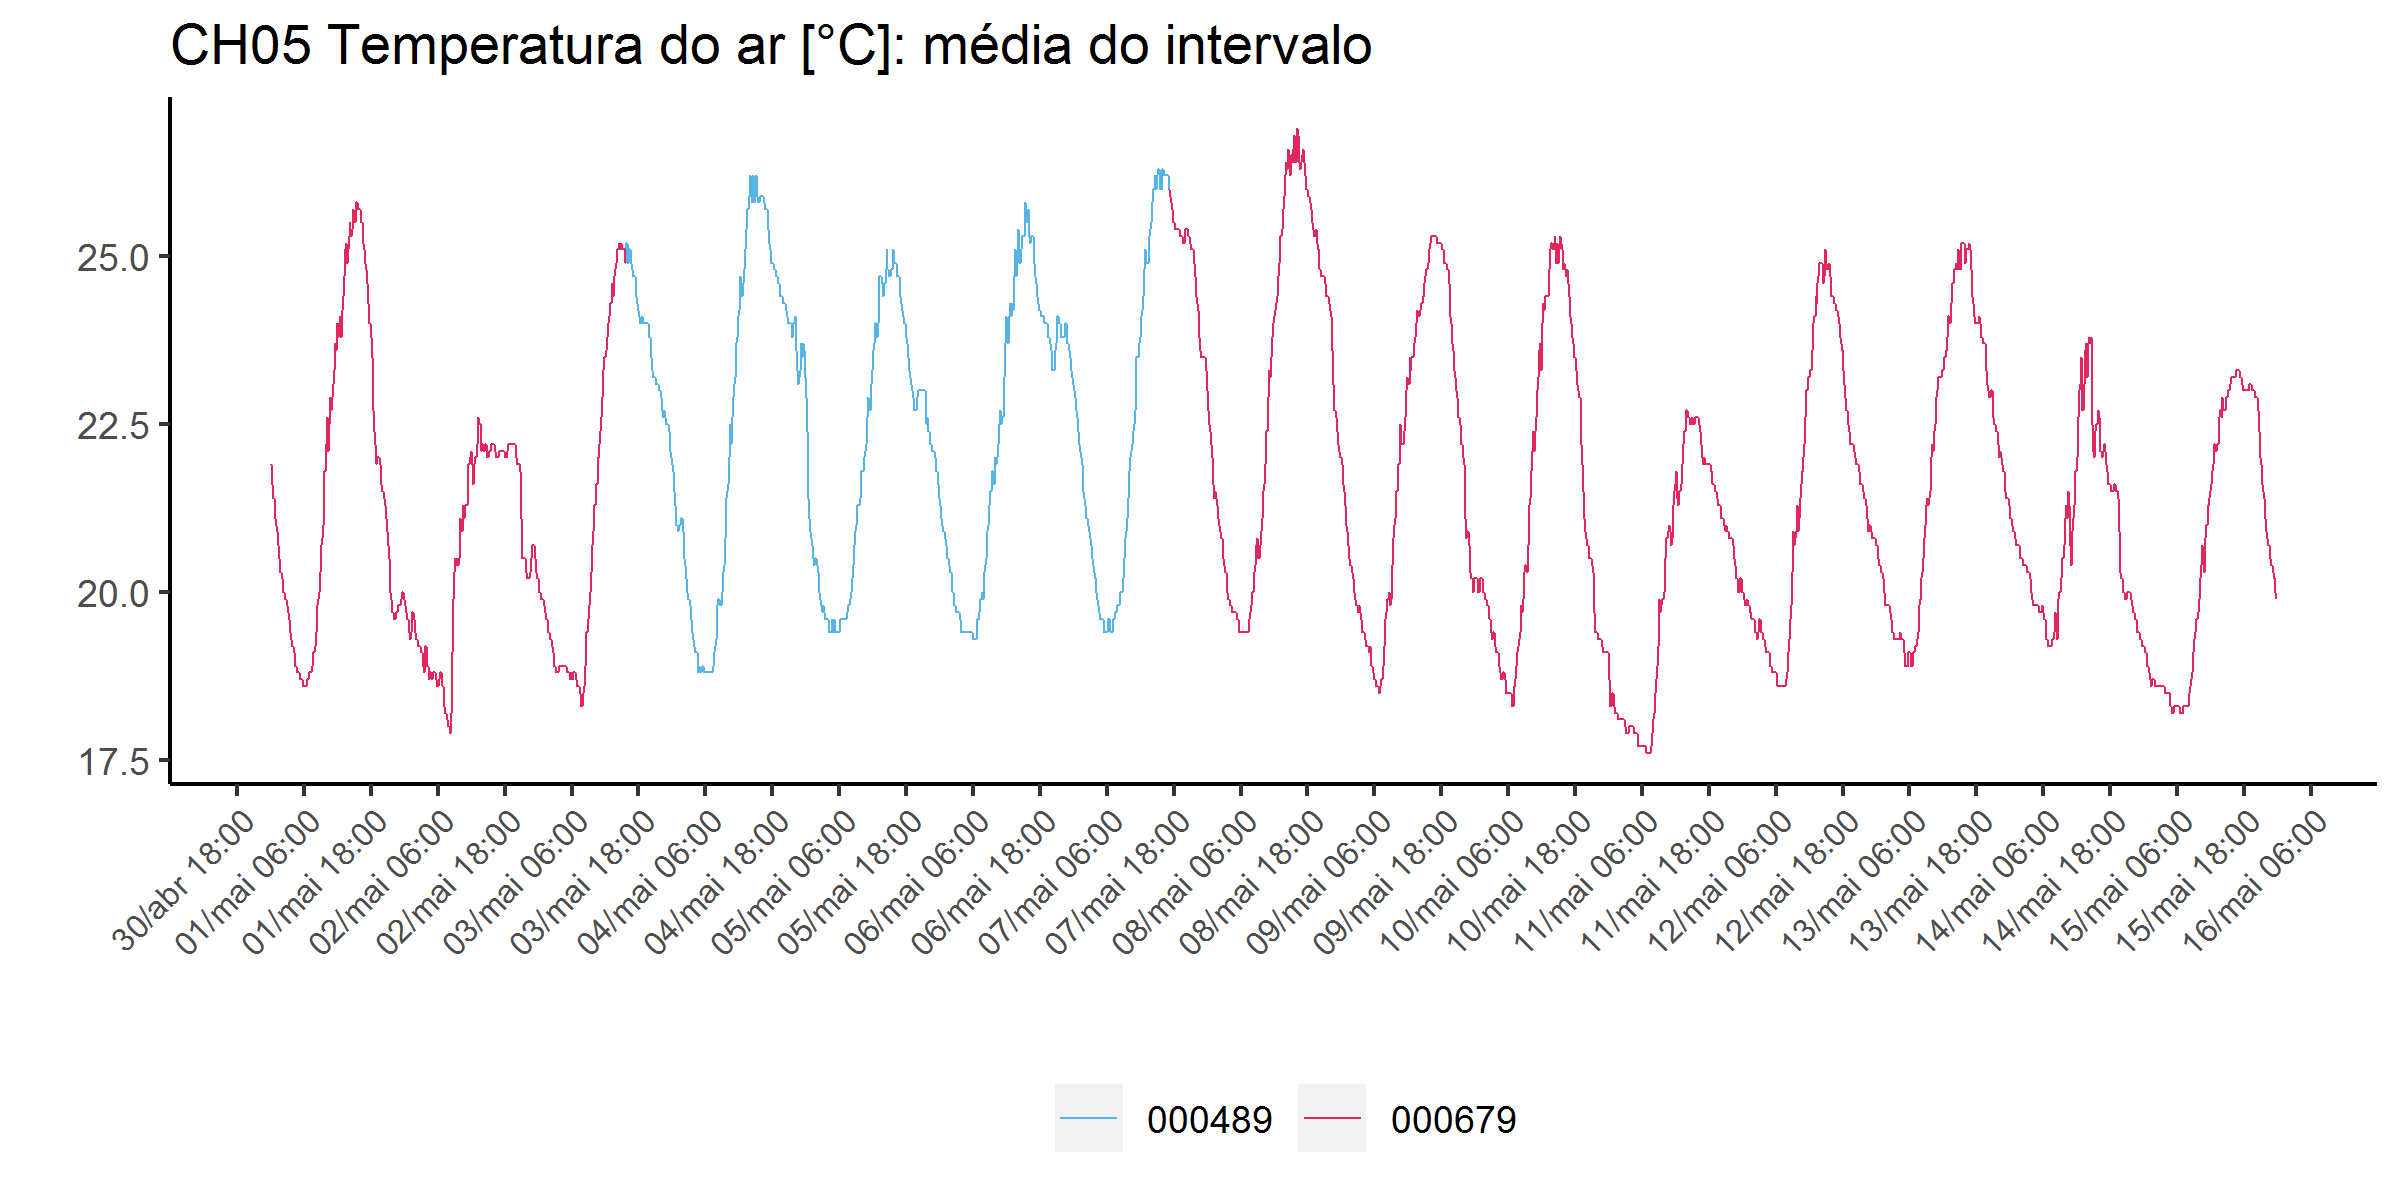 CH05 Temperatura do ar [°C]: média do intervalo
25.0
22.5
20.0
17.5
30/abr 18:00
01/mai 06:00
01/mai 18:00
02/mai 06:00
02/mai 18:00
03/mai 06:00
03/mai 18:00
04/mai 06:00
04/mai 18:00
05/mai 06:00
05/mai 18:00
06/mai 06:00
06/mai 18:00
07/mai 06:00
07/mai 18:00
08/mai 06:00
08/mai 18:00
09/mai 06:00
09/mai 18:00
10/mai 06:00
10/mai 18:00
11/mai 06:00
11/mai 18:00
12/mai 06:00
12/mai 18:00
13/mai 06:00
13/mai 18:00
14/mai 06:00
14/mai 18:00
15/mai 06:00
15/mai 18:00
16/mai 06:00
000489
000679